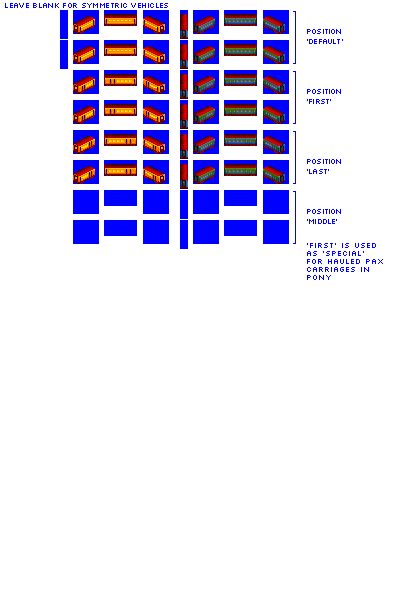 LEAVE BLANK FOR SYMMETRIC VEHICLES
POSITION
'DEFAULT'
POSITION
'FIRST'
POSITION
'LAST'
POSITION
'MIDDLE'
'FIRST' IS USED
AS 'SPECIAL'
FOR HAULED PAX
CARRIAGES IN
PONY